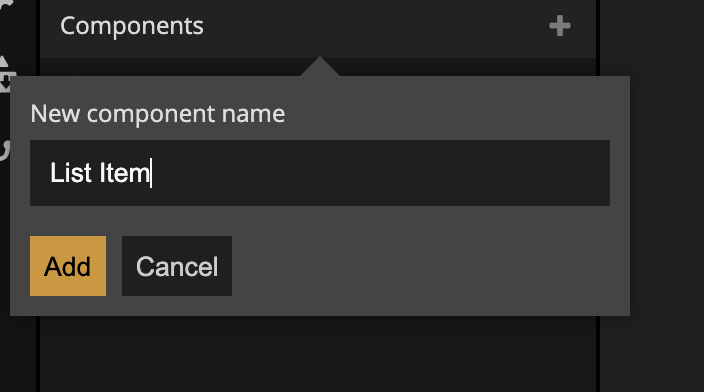 Components
New component name
List Item
Add
Cancel